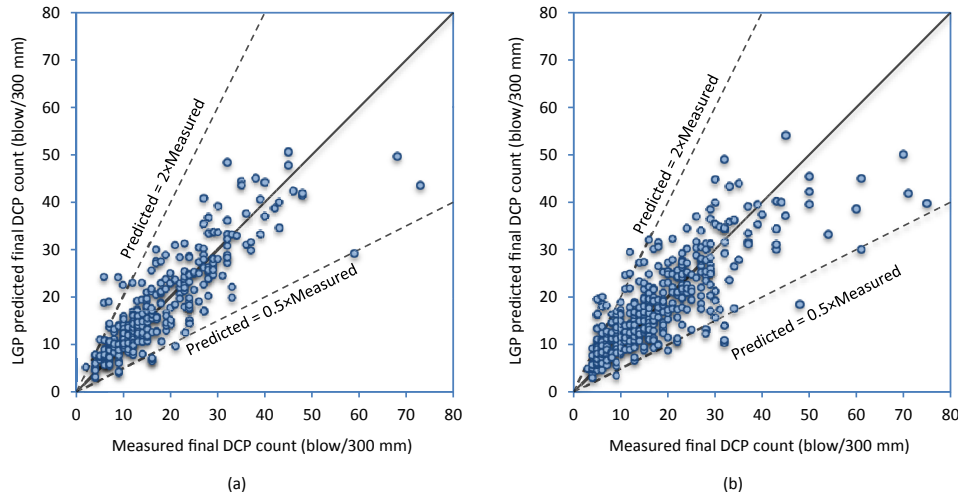 LGP predicted final DCP count (blow/300 mm)
80
70
60
50
40
30
20
10
0
Predicted = 2×Measured
Predicted = 0.5×Measured
0 10 20 30 40 50 60 70 80
Measured final DCP count (blow/300 mm)
(a)
LGP predicted final DCP count (blow/300 mm)
80
70
60
50
40
30
20
10
0
Predicted = 2×Measured
Predicted = 0.5×Measured
0 10 20 30 40 50 60 70 80
Measured final DCP count (blow/300 mm)
(b)